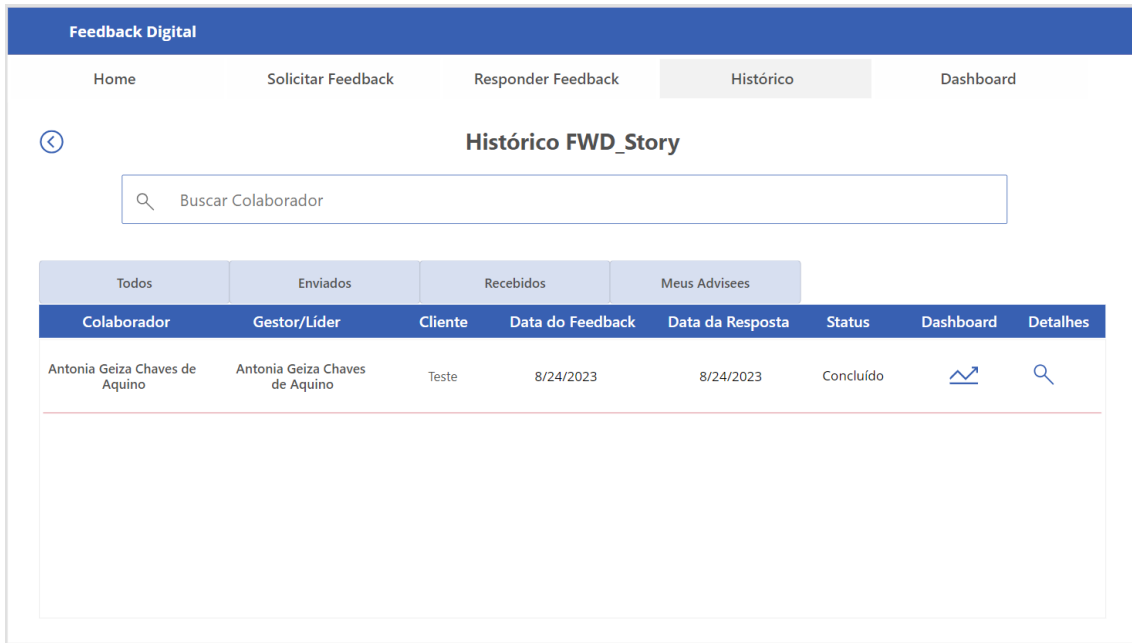 Feedback Digital
Home Solicitar Feedback Responder Feedback Histórico Dashboard
Histórico FWD_Story
Buscar Colaborador
Todos Enviados Recebidos Meus Advisees
Colaborador Gestor/Líder Cliente Data do Feedback Data da Resposta Status Dashboard Detalhes
Antonia Geiza Chaves de Aquino Antonia Geiza Chaves de Aquino Teste 8/24/2023 8/24/2023 Concluído